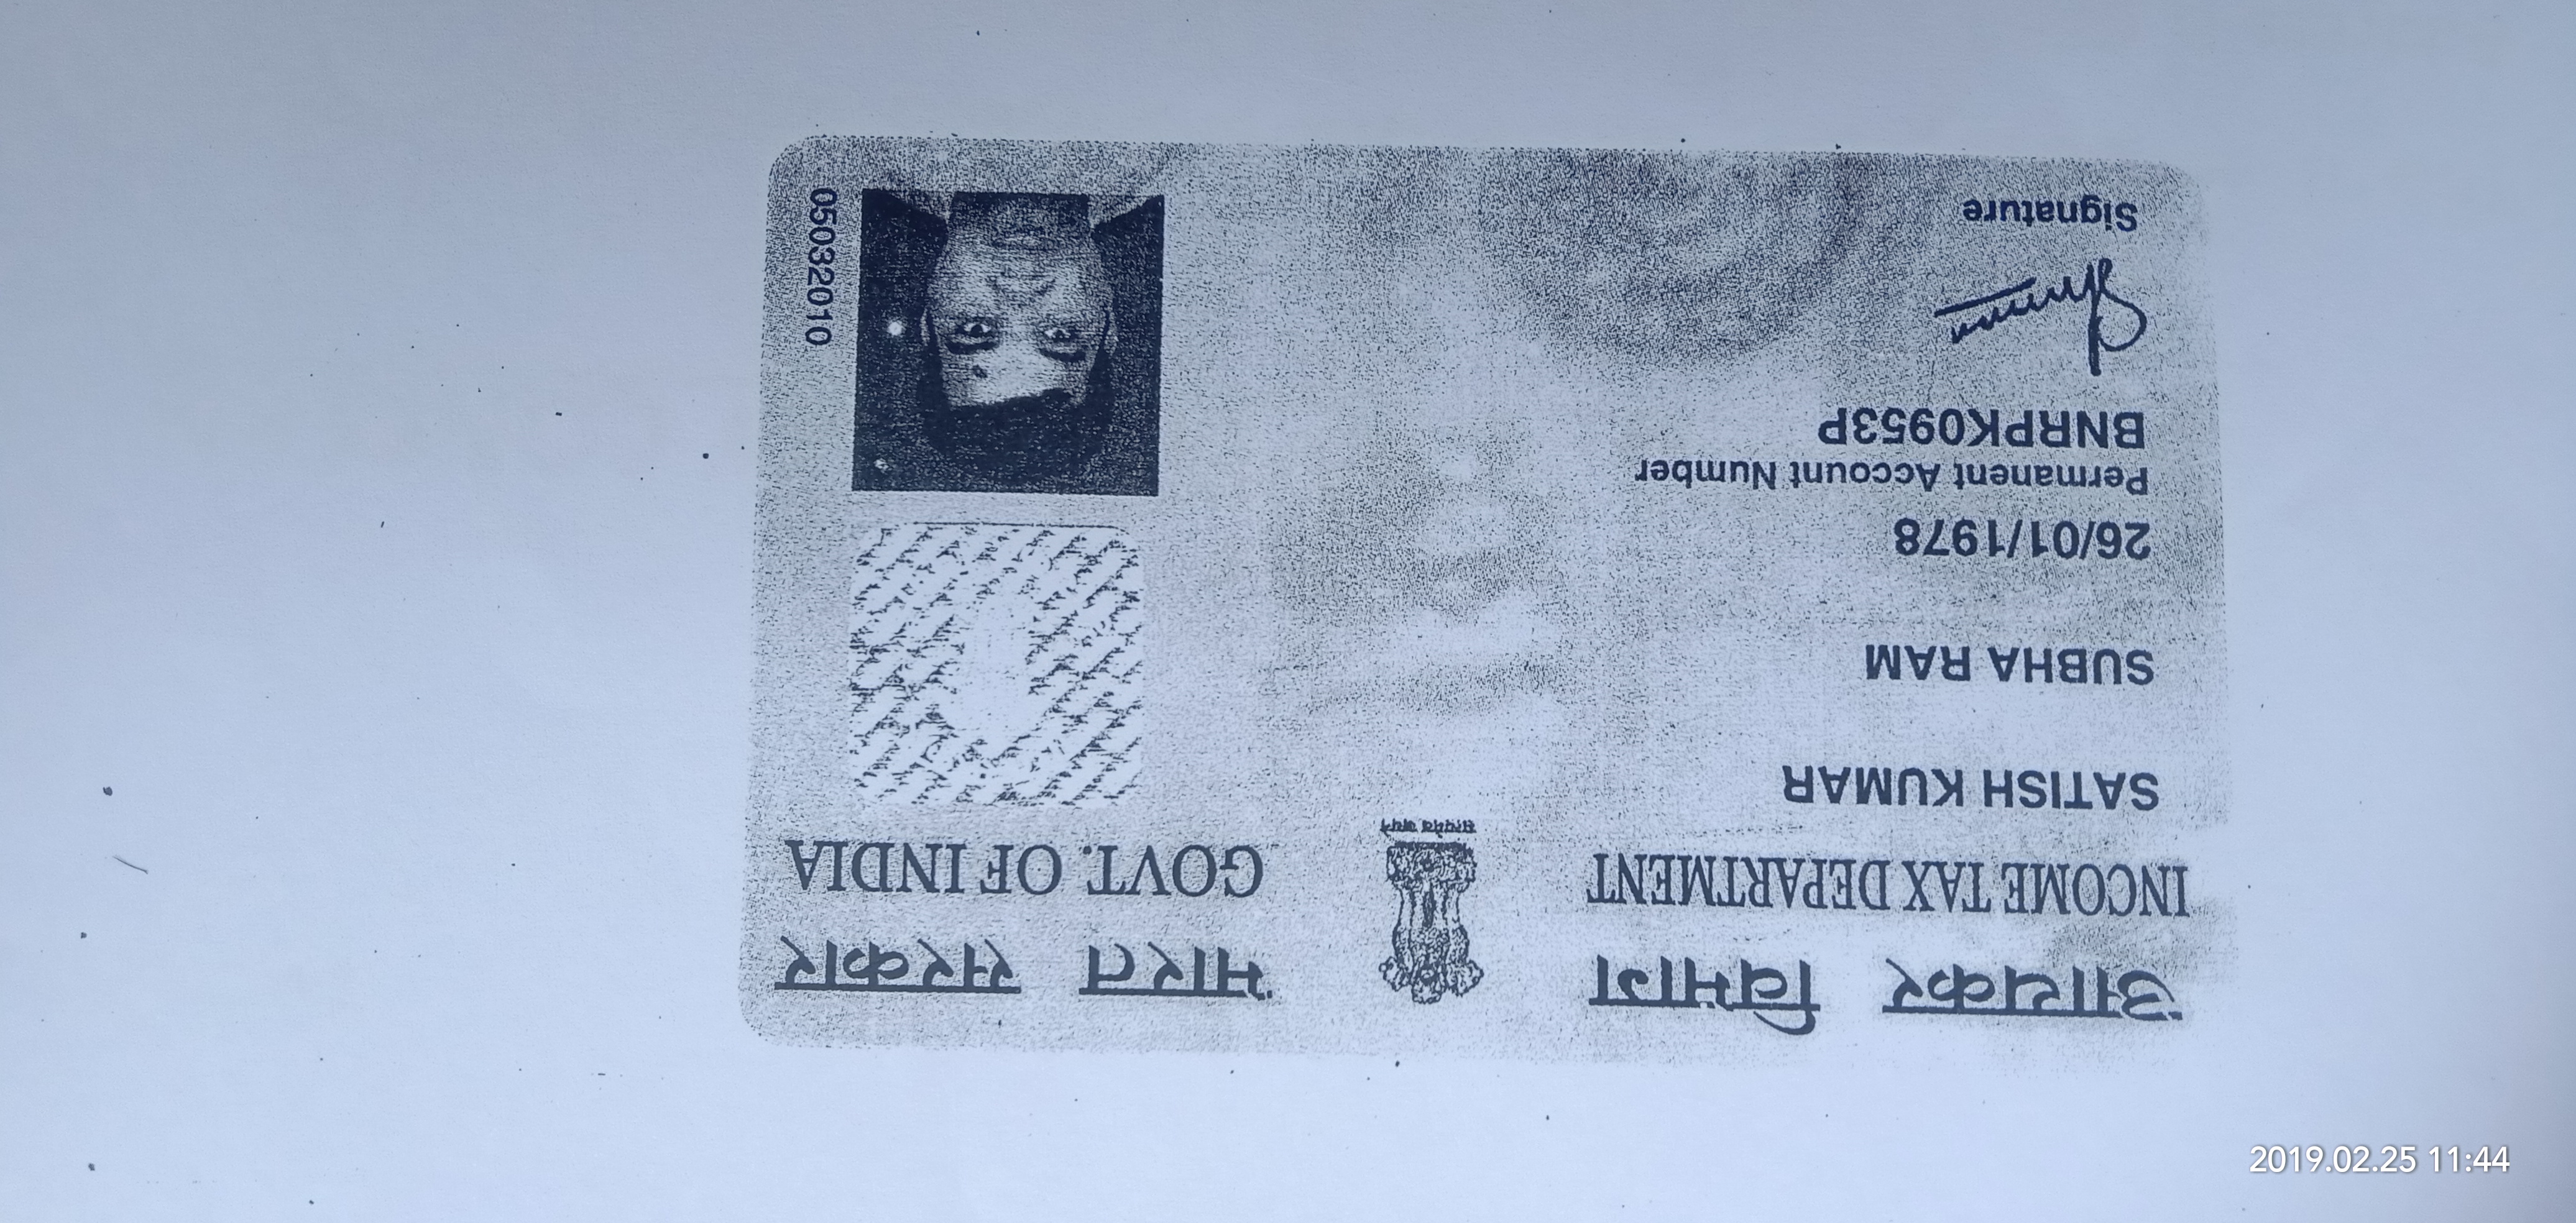 आयकर विभाग
INCOME TAX DEPARTMENT
भारत सरकार
GOVT. OF INDIA
सत्यमेव जयते
SATISH KUMAR
SUBHA RAM
26/01/1978
Permanent Account Number
BNRPK0953P
Signature
05032010
2019.02.25 11:44